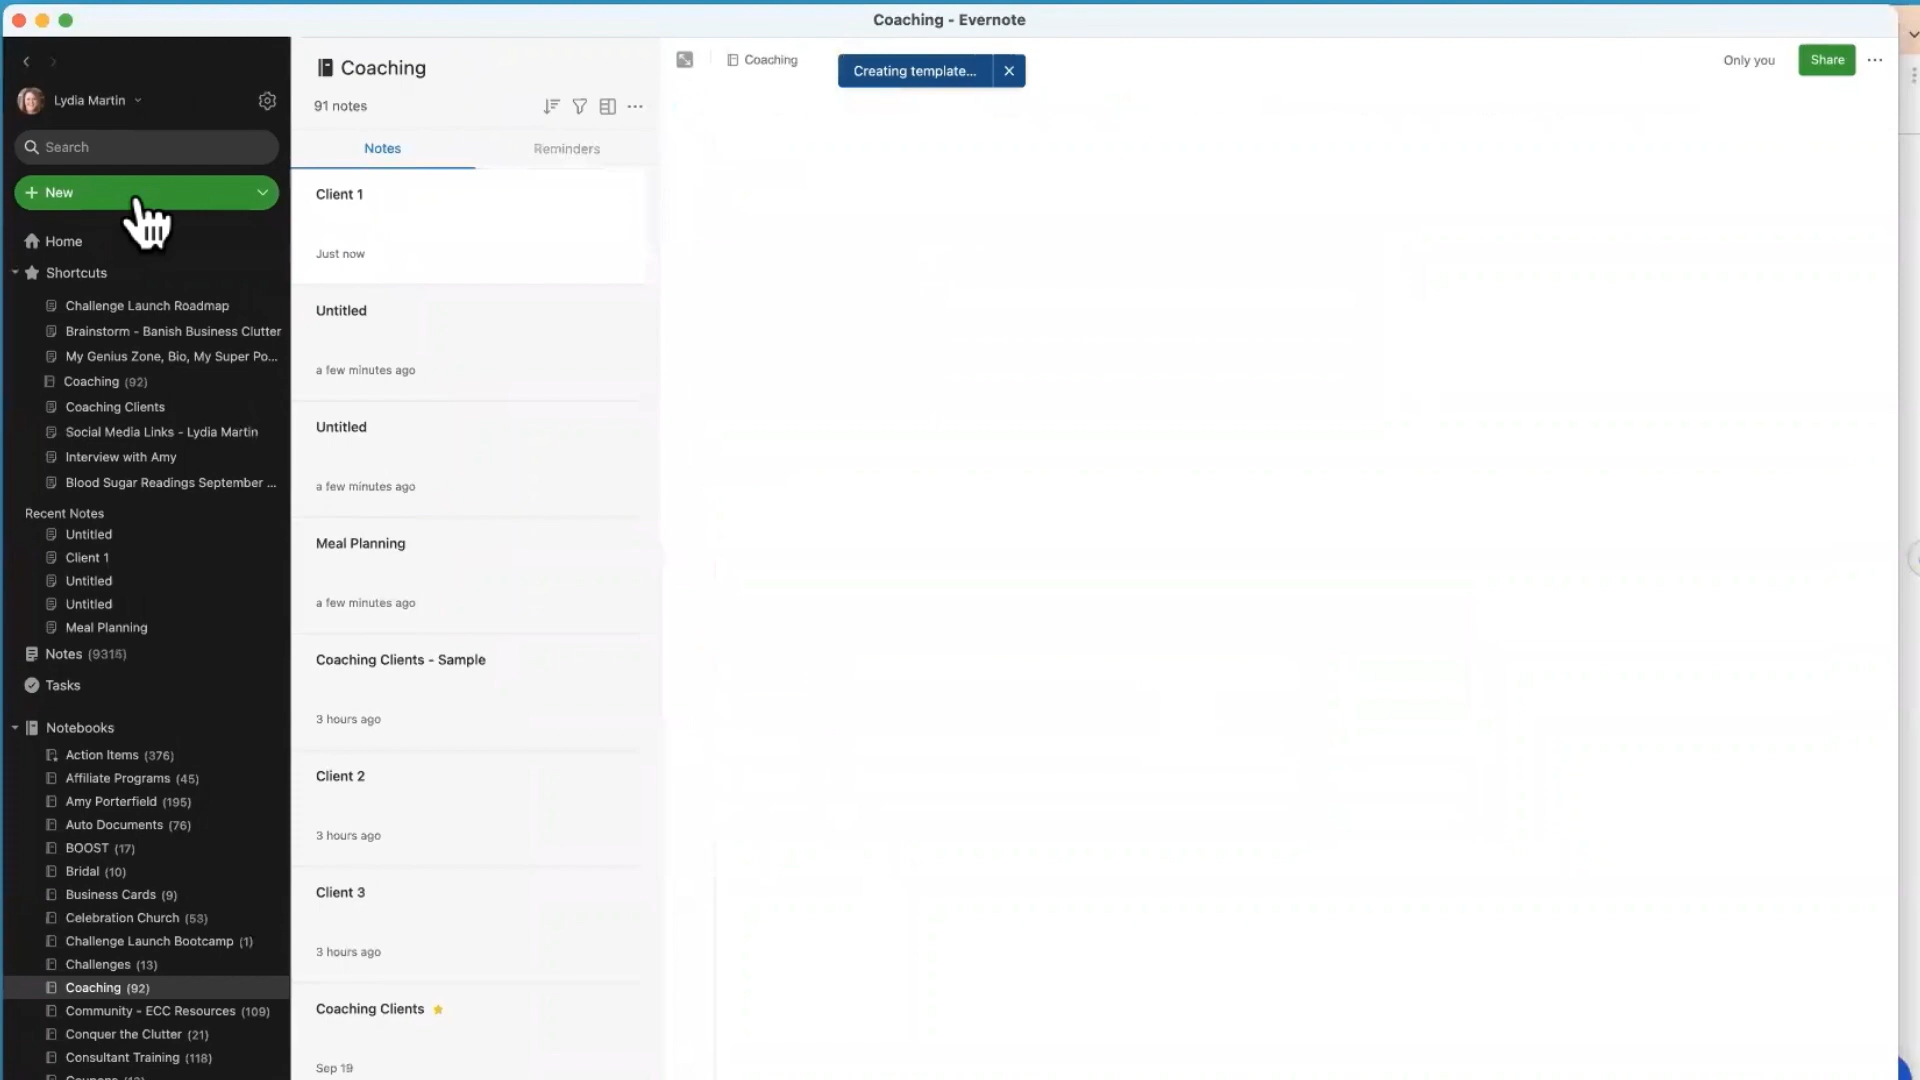 Coaching - Evernote
Lydia Martin
Search
New
Home
Shortcuts
Challenge Launch Roadmap
Brainstorm - Banish Business Clutter
My Genius Zone, Bio, My Super Po...
Coaching (92)
Coaching Clients
Social Media Links - Lydia Martin
Interview with Amy
Blood Sugar Readings September ...
Recent Notes
Untitled
Client 1
Untitled
Untitled
Meal Planning
Notes (9315)
Tasks
Notebooks
Action Items (376)
Affiliate Programs (45)
Amy Porterfield (195)
Auto Documents (76)
BOOST (17)
Bridal (10)
Business Cards (9)
Celebration Church (53)
Challenge Launch Bootcamp (1)
Challenges (13)
Coaching (92)
Community - ECC Resources (109)
Conquer the Clutter (21)
Consultant Training (118)
Coaching
91 notes
Notes Reminders
Client 1
Just now
Untitled
a few minutes ago
Untitled
a few minutes ago
Meal Planning
a few minutes ago
Coaching Clients - Sample
3 hours ago
Client 2
3 hours ago
Client 3
3 hours ago
Coaching Clients
Sep 19
Coaching
Creating template...
Only you
Share